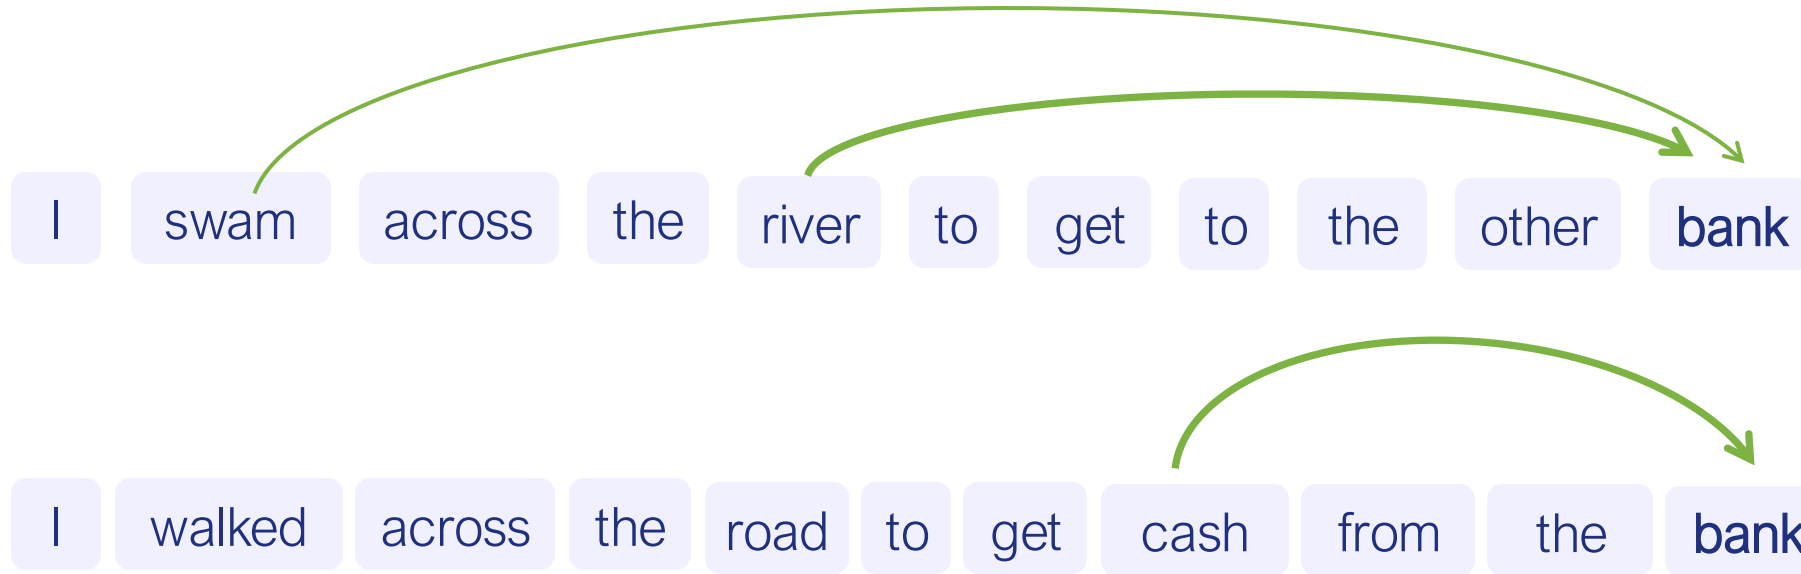 I swam across the river to get to the other bank
I walked across the road to get cash from the bank